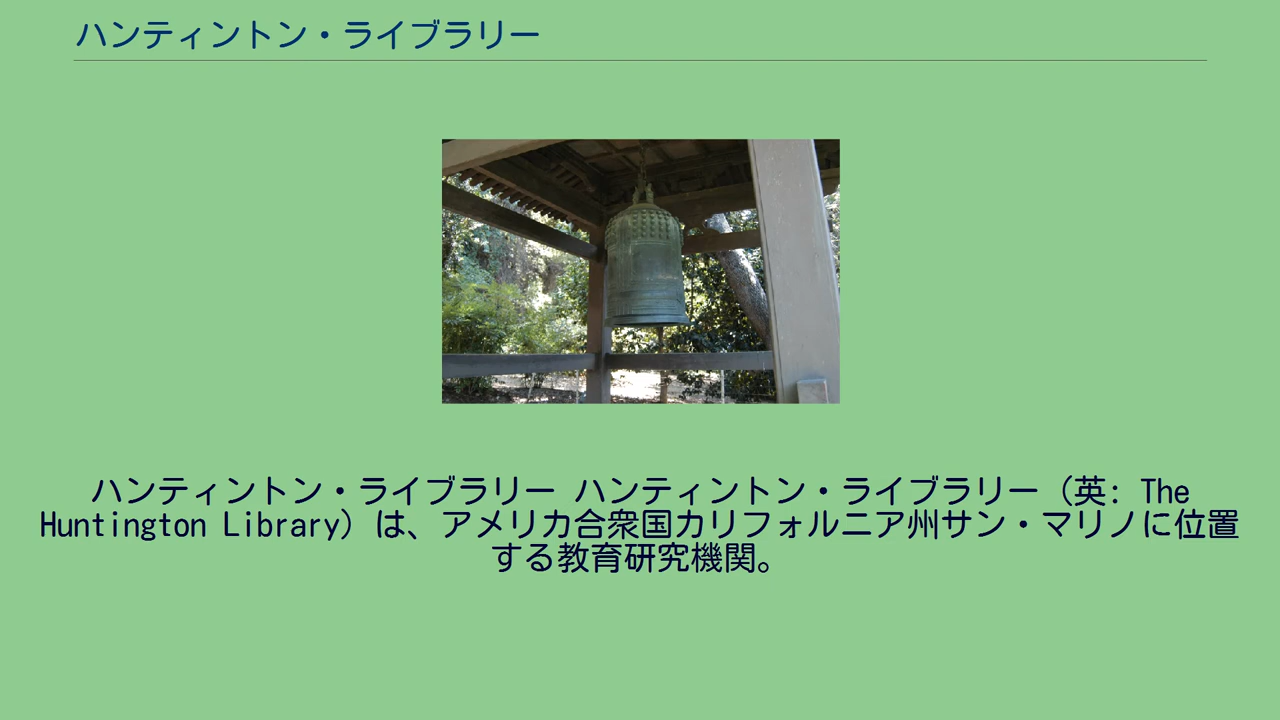 ハンティントン・ライブラリー
ハンティントン・ライブラリー ハンティントン・ライブラリー（英: The
Huntington Library）は、アメリカ合衆国カリフォルニア州サン・マリノに位置
する教育研究機関。